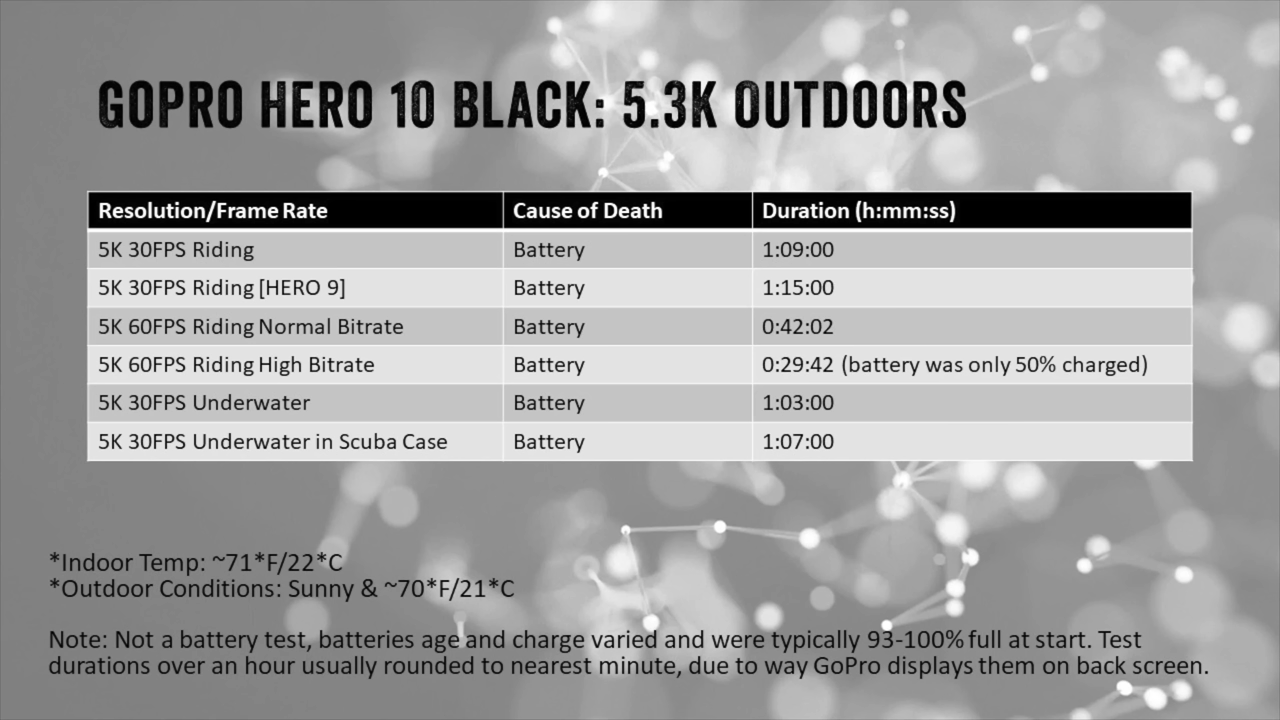 GOPRO HERO 10 BLACK: 5.3K OUTDOORS
Resolution/Frame Rate Cause of Death Duration (h:mm:ss)
5K 30FPS Riding Battery 1:09:00
5K 30FPS Riding [HERO 9] Battery 1:15:00
5K 60FPS Riding Normal Bitrate Battery 0:42:02
5K 60FPS Riding High Bitrate Battery 0:29:42 (battery was only 50% charged)
5K 30FPS Underwater Battery 1:03:00
5K 30FPS Underwater in Scuba Case Battery 1:07:00
*Indoor Temp: ~71*F/22*C
*Outdoor Conditions: Sunny & ~70*F/21*C
Note: Not a battery test, batteries age and charge varied and were typically 93-100% full at start. Test
durations over an hour usually rounded to nearest minute, due to way GoPro displays them on back screen.